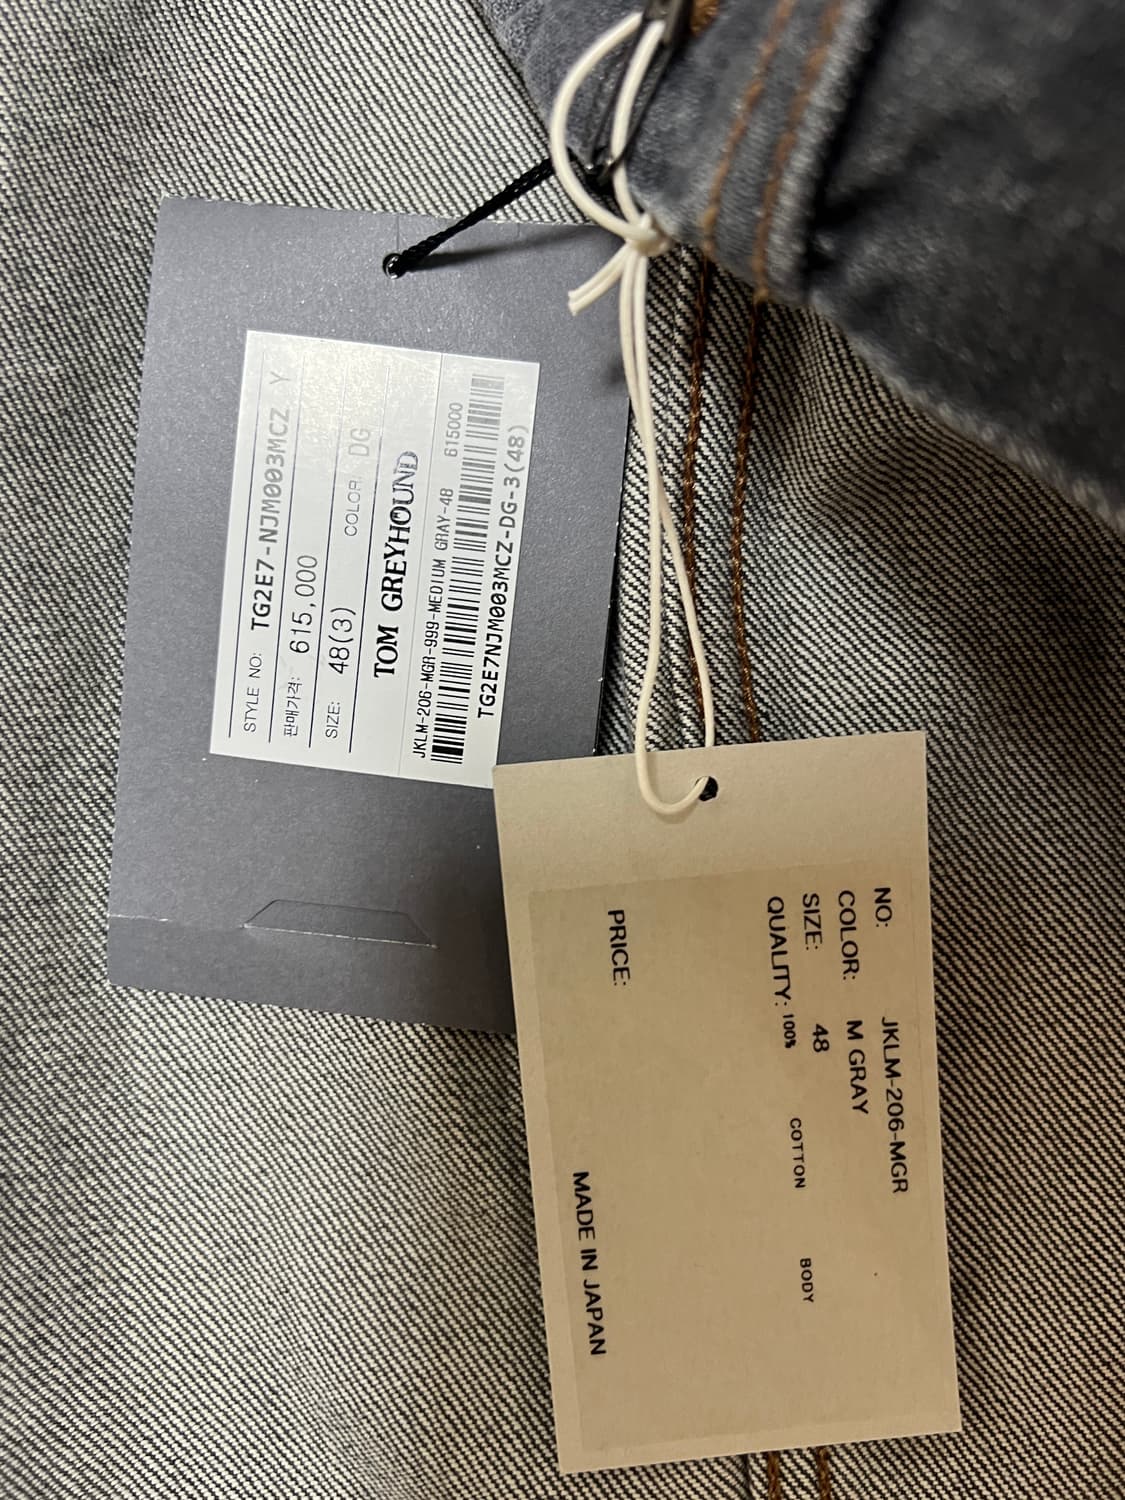 STYLE NO: TG2E7-NJM003MCZ Y
판매가격: 615,000
SIZE: 48(3) COLOR: DG
TOM GREYHOUND
JKLM-206-MGR-999-MEDIUM GRAY-48 615000
TG2E7NJM003MCZ-DG-3(48)
NO: JKLM-206-MGR
COLOR: M GRAY
SIZE: 48
QUALITY: 100% COTTON BODY
PRICE:
MADE IN JAPAN